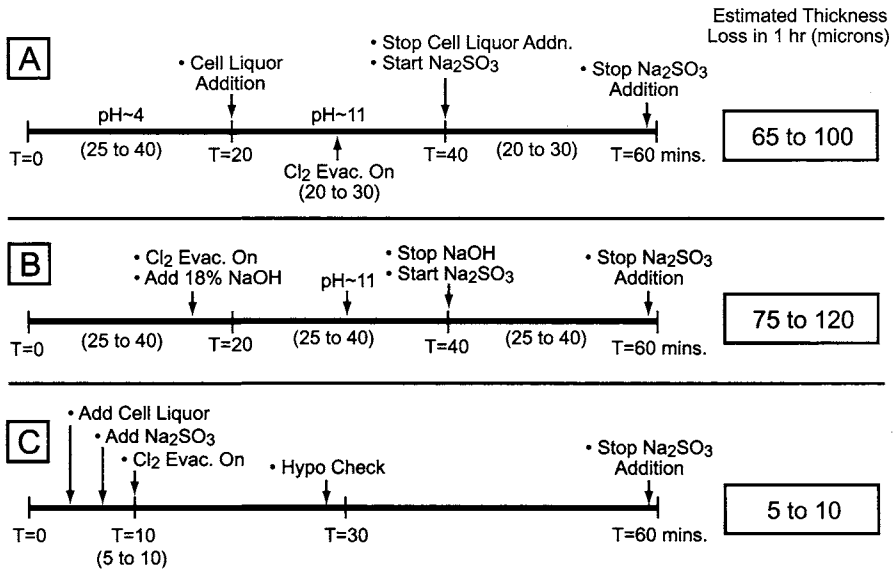 Estimated Thickness
Loss in 1 hr (microns)
A
• Cell Liquor
Addition
• Stop Cell Liquor Addn.
• Start Na₂SO₃
• Stop Na₂SO₃
Addition
pH~4
pH~11
65 to 100
T=0
(25 to 40)
T=20
Cl₂ Evac. On
(20 to 30)
T=40
(20 to 30)
T=60 mins.
B
• Cl₂ Evac. On
• Add 18% NaOH
pH~11
• Stop NaOH
• Start Na₂SO₃
• Stop Na₂SO₃
Addition
75 to 120
T=0
(25 to 40)
T=20
(25 to 40)
T=40
(25 to 40)
T=60 mins.
C
• Add Cell Liquor
• Add Na₂SO₃
• Cl₂ Evac. On
• Hypo Check
• Stop Na₂SO₃
Addition
5 to 10
T=0
T=10
(5 to 10)
T=30
T=60 mins.